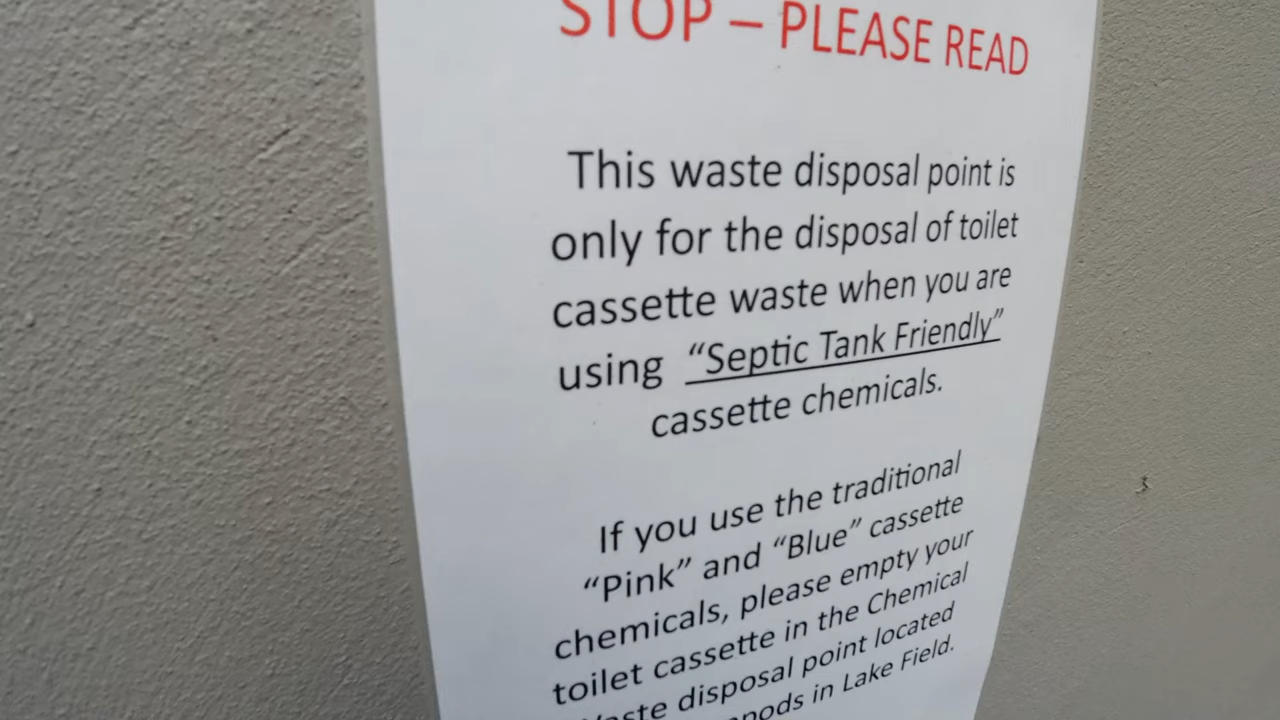 STOP – PLEASE READ
This waste disposal point is
only for the disposal of toilet
cassette waste when you are
using “Septic Tank Friendly”
cassette chemicals.
If you use the traditional
“Pink” and “Blue” cassette
chemicals, please empty your
toilet cassette in the Chemical
Waste disposal point located
pods in Lake Field.